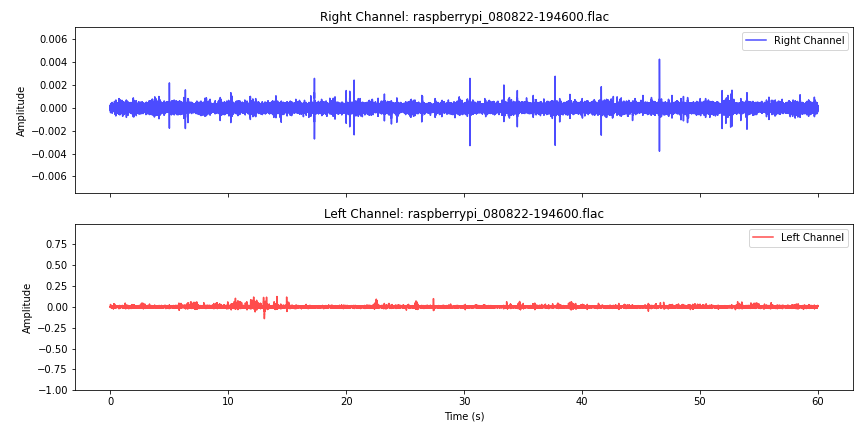 Right Channel: raspberrypi_080822-194600.flac
Right Channel
Amplitude
0.006
0.004
0.002
0.000
−0.002
−0.004
−0.006
Left Channel: raspberrypi_080822-194600.flac
Left Channel
Amplitude
0.75
0.50
0.25
0.00
−0.25
−0.50
−0.75
−1.00
0 10 20 30 40 50 60
Time (s)